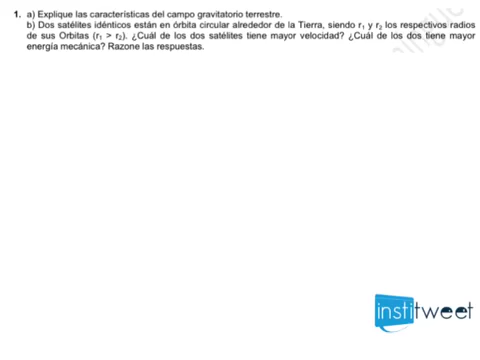 1. a) Explique las características del campo gravitatorio terrestre.
b) Dos satélites idénticos están en órbita circular alrededor de la Tierra, siendo r₁ y r₂ los respectivos radios
de sus Orbitas (r₁ > r₂). ¿Cuál de los dos satélites tiene mayor velocidad? ¿Cuál de los dos tiene mayor
energía mecánica? Razone las respuestas.
institweet